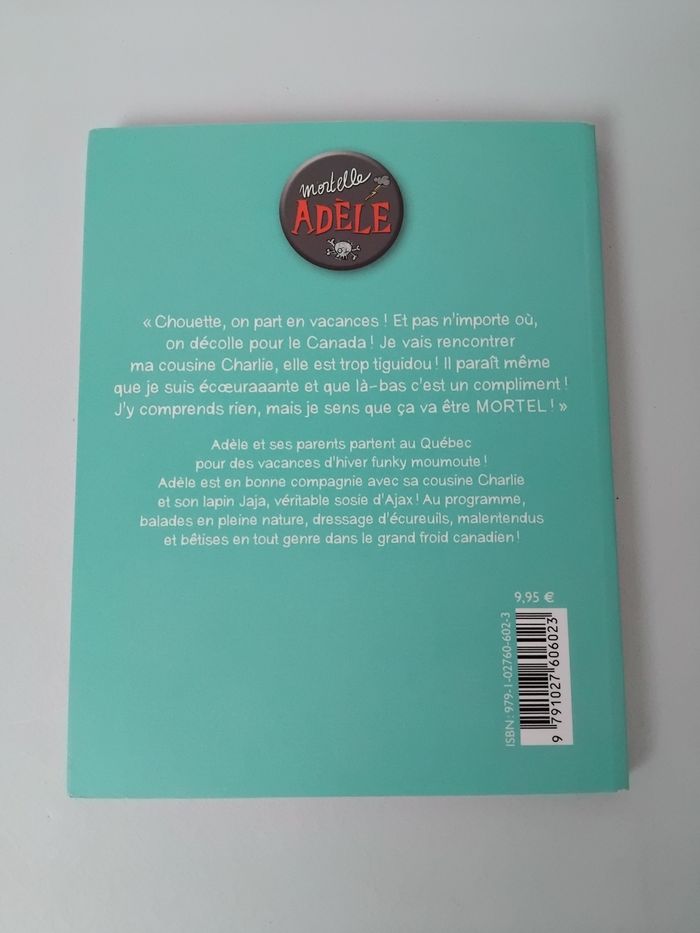 mortelle
ADÈLE
« Chouette, on part en vacances ! Et pas n'importe où,
on décolle pour le Canada ! Je vais rencontrer
ma cousine Charlie, elle est trop tiguidou ! Il paraît même
que je suis écœuraaante et que là-bas c'est un compliment !
J'y comprends rien, mais je sens que ça va être MORTEL ! »
Adèle et ses parents partent au Québec
pour des vacances d'hiver funky moumoute !
Adèle est en bonne compagnie avec sa cousine Charlie
et son lapin Jaja, véritable sosie d'Ajax ! Au programme,
balades en pleine nature, dressage d'écureuils, malentendus
et bêtises en tout genre dans le grand froid canadien !
9,95 €
ISBN : 979-1-02760-602-3
9 791027 606023